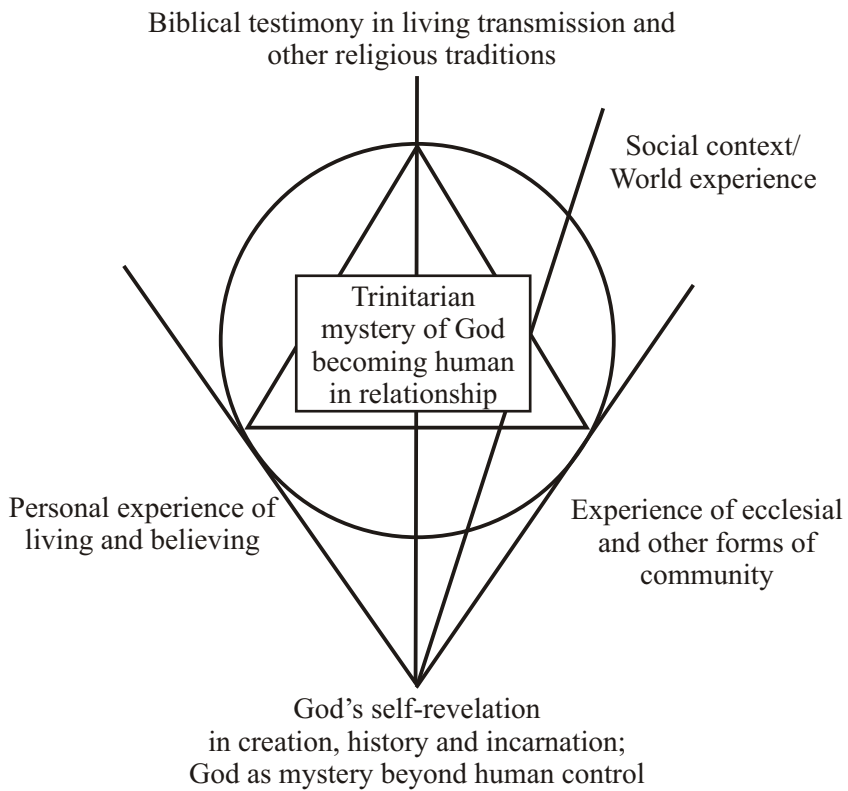 Biblical testimony in living transmission and
other religious traditions
Social context/
World experience
Trinitarian
mystery of God
becoming human
in relationship
Personal experience of
living and believing
Experience of ecclesial
and other forms of
community
God’s self-revelation
in creation, history and incarnation;
God as mystery beyond human control